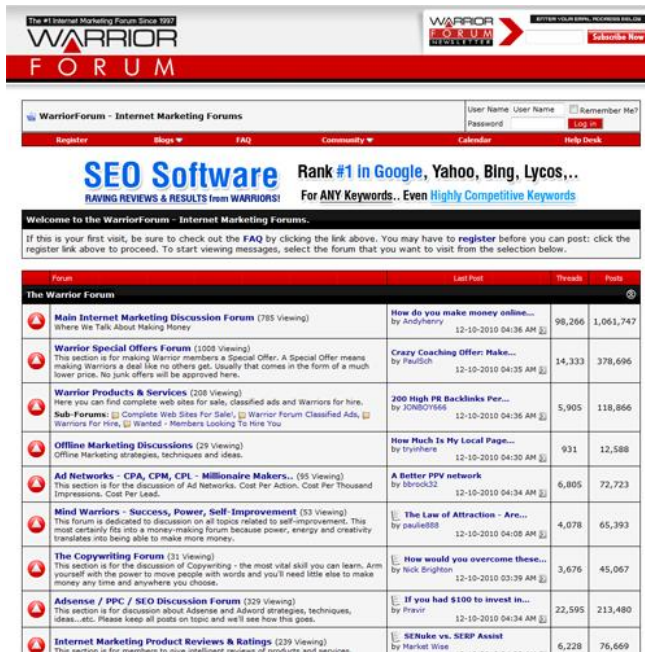 The #1 Internet Marketing Forum Since 1997
WARRIOR
FORUM
WARRIOR
FORUM
NEWSLETTER
ENTER YOUR EMAIL ADDRESS BELOW
Subscribe Now
WarriorForum - Internet Marketing Forums
User Name User Name Remember Me?
Password Log in
Register Blogs FAQ Community Calendar Help Desk
SEO Software
RAVING REVIEWS & RESULTS from WARRIORS!
Rank #1 in Google, Yahoo, Bing, Lycos,..
For ANY Keywords.. Even Highly Competitive Keywords
Welcome to the WarriorForum - Internet Marketing Forums.
If this is your first visit, be sure to check out the FAQ by clicking the link above. You may have to register before you can post: click the
register link above to proceed. To start viewing messages, select the forum that you want to visit from the selection below.
Forum Last Post Threads Posts
The Warrior Forum
Main Internet Marketing Discussion Forum (785 Viewing)
Where We Talk About Making Money
How do you make money online...
by Andyhenry
12-10-2010 04:36 AM
98,266 1,061,747
Warrior Special Offers Forum (1008 Viewing)
This section is for making Warrior members a Special Offer. A Special Offer means
making Warriors a deal like no others get. Usually that comes in the form of a much
lower price. No junk offers will be approved here.
Crazy Coaching Offer: Make...
by PaulSch
12-10-2010 04:35 AM
14,333 378,696
Warrior Products & Services (208 Viewing)
Here you can find complete web sites for sale, classified ads and Warriors for hire.
Sub-Forums: Complete Web Sites For Sale!, Warrior Forum Classified Ads,
Warriors For Hire, Wanted - Members Looking To Hire You
200 High PR Backlinks Per...
by JONBOY666
12-10-2010 04:36 AM
5,905 118,866
Offline Marketing Discussions (29 Viewing)
Offline Marketing strategies, techniques and ideas.
How Much Is My Local Page...
by tryinhere
12-10-2010 04:30 AM
931 12,588
Ad Networks - CPA, CPM, CPL - Millionaire Makers.. (95 Viewing)
This section is for the discussion of Ad Networks. Cost Per Action. Cost Per Thousand
Impressions. Cost Per Lead.
A Better PPV network
by bbrock32
12-10-2010 04:34 AM
6,805 72,723
Mind Warriors - Success, Power, Self-Improvement (53 Viewing)
This forum is dedicated to discussion on all topics related to self-improvement. This
most certainly fits into a money-making forum because power, energy and creativity
translates into being able to make more money.
The Law of Attraction - Are...
by paulie888
12-10-2010 04:08 AM
4,078 65,393
The Copywriting Forum (31 Viewing)
This section is for the discussion of Copywriting - the most vital skill you can learn. Arm
yourself with the power to move people with words and you'll need little else to make
money any time and anywhere you choose.
How would you overcome these...
by Nick Brighton
12-10-2010 03:39 AM
3,676 45,067
Adsense / PPC / SEO Discussion Forum (329 Viewing)
This section is for discussion about Adsense and Adword strategies, techniques,
ideas...etc. Please keep all posts on topic and we'll see how this goes.
If you had $100 to invest in...
by Pravir
12-10-2010 04:34 AM
22,595 213,480
Internet Marketing Product Reviews & Ratings (239 Viewing)
This section is for members to give intelligent reviews of products and services.
SENuke vs. SERP Assist
by Market Wise
6,228 76,669